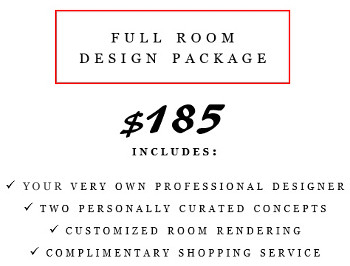 FULL ROOM
DESIGN PACKAGE
$185
INCLUDES:
✓ YOUR VERY OWN PROFESSIONAL DESIGNER
✓ TWO PERSONALLY CURATED CONCEPTS
✓ CUSTOMIZED ROOM RENDERING
✓ COMPLIMENTARY SHOPPING SERVICE